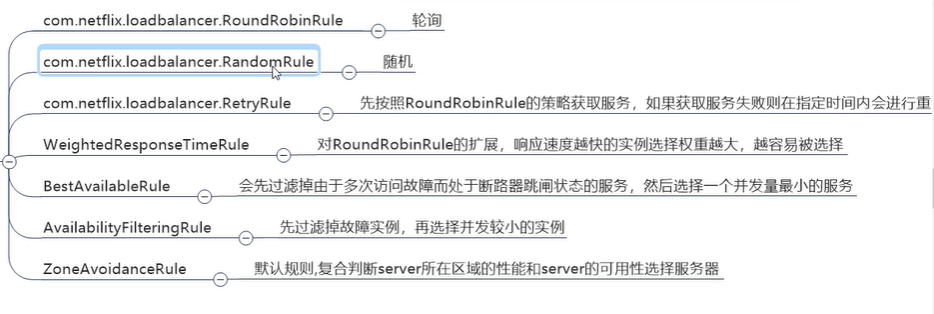 com.netflix.loadbalancer.RoundRobinRule 轮询
com.netflix.loadbalancer.RandomRule 随机
com.netflix.loadbalancer.RetryRule 先按照RoundRobinRule的策略获取服务，如果获取服务失败则在指定时间内会进行重
WeightedResponseTimeRule 对RoundRobinRule的扩展，响应速度越快的实例选择权重越大，越容易被选择
BestAvailableRule 会先过滤掉由于多次访问故障而处于断路器跳闸状态的服务，然后选择一个并发量最小的服务
AvailabilityFilteringRule 先过滤掉故障实例，再选择并发较小的实例
ZoneAvoidanceRule 默认规则,复合判断server所在区域的性能和server的可用性选择服务器